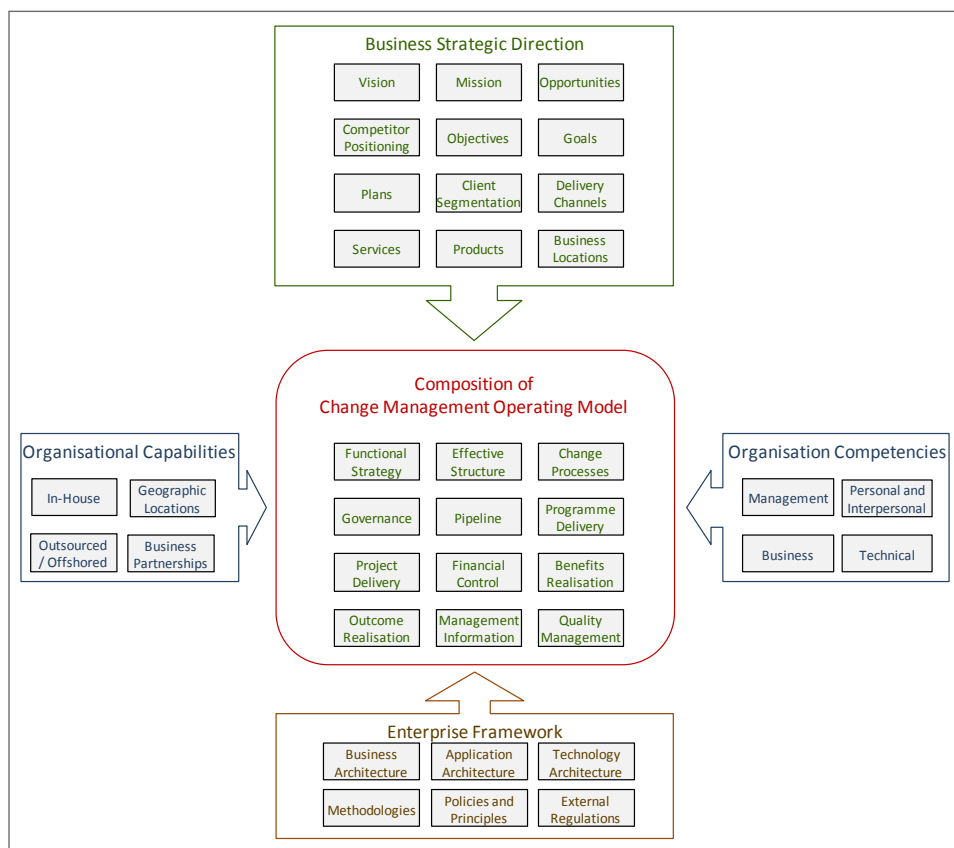 Business Strategic Direction
Vision
Mission
Opportunities
Competitor
Positioning
Objectives
Goals
Plans
Client
Segmentation
Delivery
Channels
Services
Products
Business
Locations
Composition of
Change Management Operating Model
Functional
Strategy
Effective
Structure
Change
Processes
Governance
Pipeline
Programme
Delivery
Project
Delivery
Financial
Control
Benefits
Realisation
Outcome
Realisation
Management
Information
Quality
Management
Organisational Capabilities
In-House
Geographic
Locations
Outsourced
/ Offshored
Business
Partnerships
Organisation Competencies
Management
Personal and
Interpersonal
Business
Technical
Enterprise Framework
Business
Architecture
Application
Architecture
Technology
Architecture
Methodologies
Policies and
Principles
External
Regulations